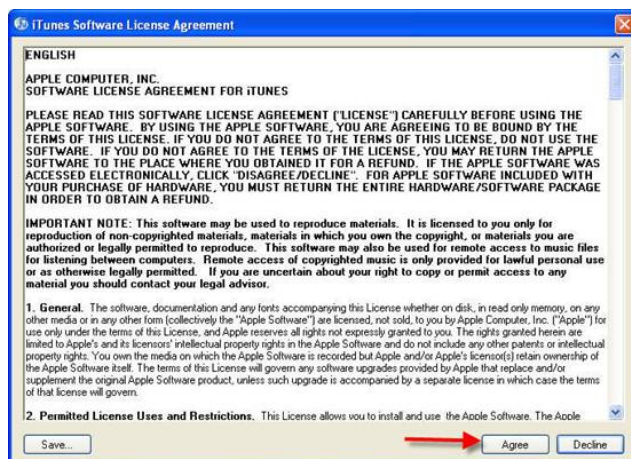 iTunes Software License Agreement
ENGLISH
APPLE COMPUTER, INC.
SOFTWARE LICENSE AGREEMENT FOR iTUNES
PLEASE READ THIS SOFTWARE LICENSE AGREEMENT ("LICENSE") CAREFULLY BEFORE USING THE
APPLE SOFTWARE. BY USING THE APPLE SOFTWARE, YOU ARE AGREEING TO BE BOUND BY THE
TERMS OF THIS LICENSE. IF YOU DO NOT AGREE TO THE TERMS OF THIS LICENSE, DO NOT USE THE
SOFTWARE. IF YOU DO NOT AGREE TO THE TERMS OF THE LICENSE, YOU MAY RETURN THE APPLE
SOFTWARE TO THE PLACE WHERE YOU OBTAINED IT FOR A REFUND. IF THE APPLE SOFTWARE WAS
ACCESSED ELECTRONICALLY, CLICK "DISAGREE/DECLINE". FOR APPLE SOFTWARE INCLUDED WITH
YOUR PURCHASE OF HARDWARE, YOU MUST RETURN THE ENTIRE HARDWARE/SOFTWARE PACKAGE
IN ORDER TO OBTAIN A REFUND.
IMPORTANT NOTE: This software may be used to reproduce materials. It is licensed to you only for
reproduction of non-copyrighted materials, materials in which you own the copyright, or materials you are
authorized or legally permitted to reproduce. This software may also be used for remote access to music files
for listening between computers. Remote access of copyrighted music is only provided for lawful personal use
or as otherwise legally permitted. If you are uncertain about your right to copy or permit access to any
material you should contact your legal advisor.
1. General. The software, documentation and any fonts accompanying this License whether on disk, in read only memory, on any
other media or in any other form (collectively the "Apple Software") are licensed, not sold, to you by Apple Computer, Inc. ("Apple") for
use only under the terms of this License, and Apple reserves all rights not expressly granted to you. The rights granted herein are
limited to Apple's and its licensors' intellectual property rights in the Apple Software and do not include any other patents or intellectual
property rights. You own the media on which the Apple Software is recorded but Apple and/or Apple's licensor(s) retain ownership of
the Apple Software itself. The terms of this License will govern any software upgrades provided by Apple that replace and/or
supplement the original Apple Software product, unless such upgrade is accompanied by a separate license in which case the terms
of that license will govern.
2. Permitted License Uses and Restrictions. This License allows you to install and use the Apple Software. The Apple
Save...
Agree
Decline